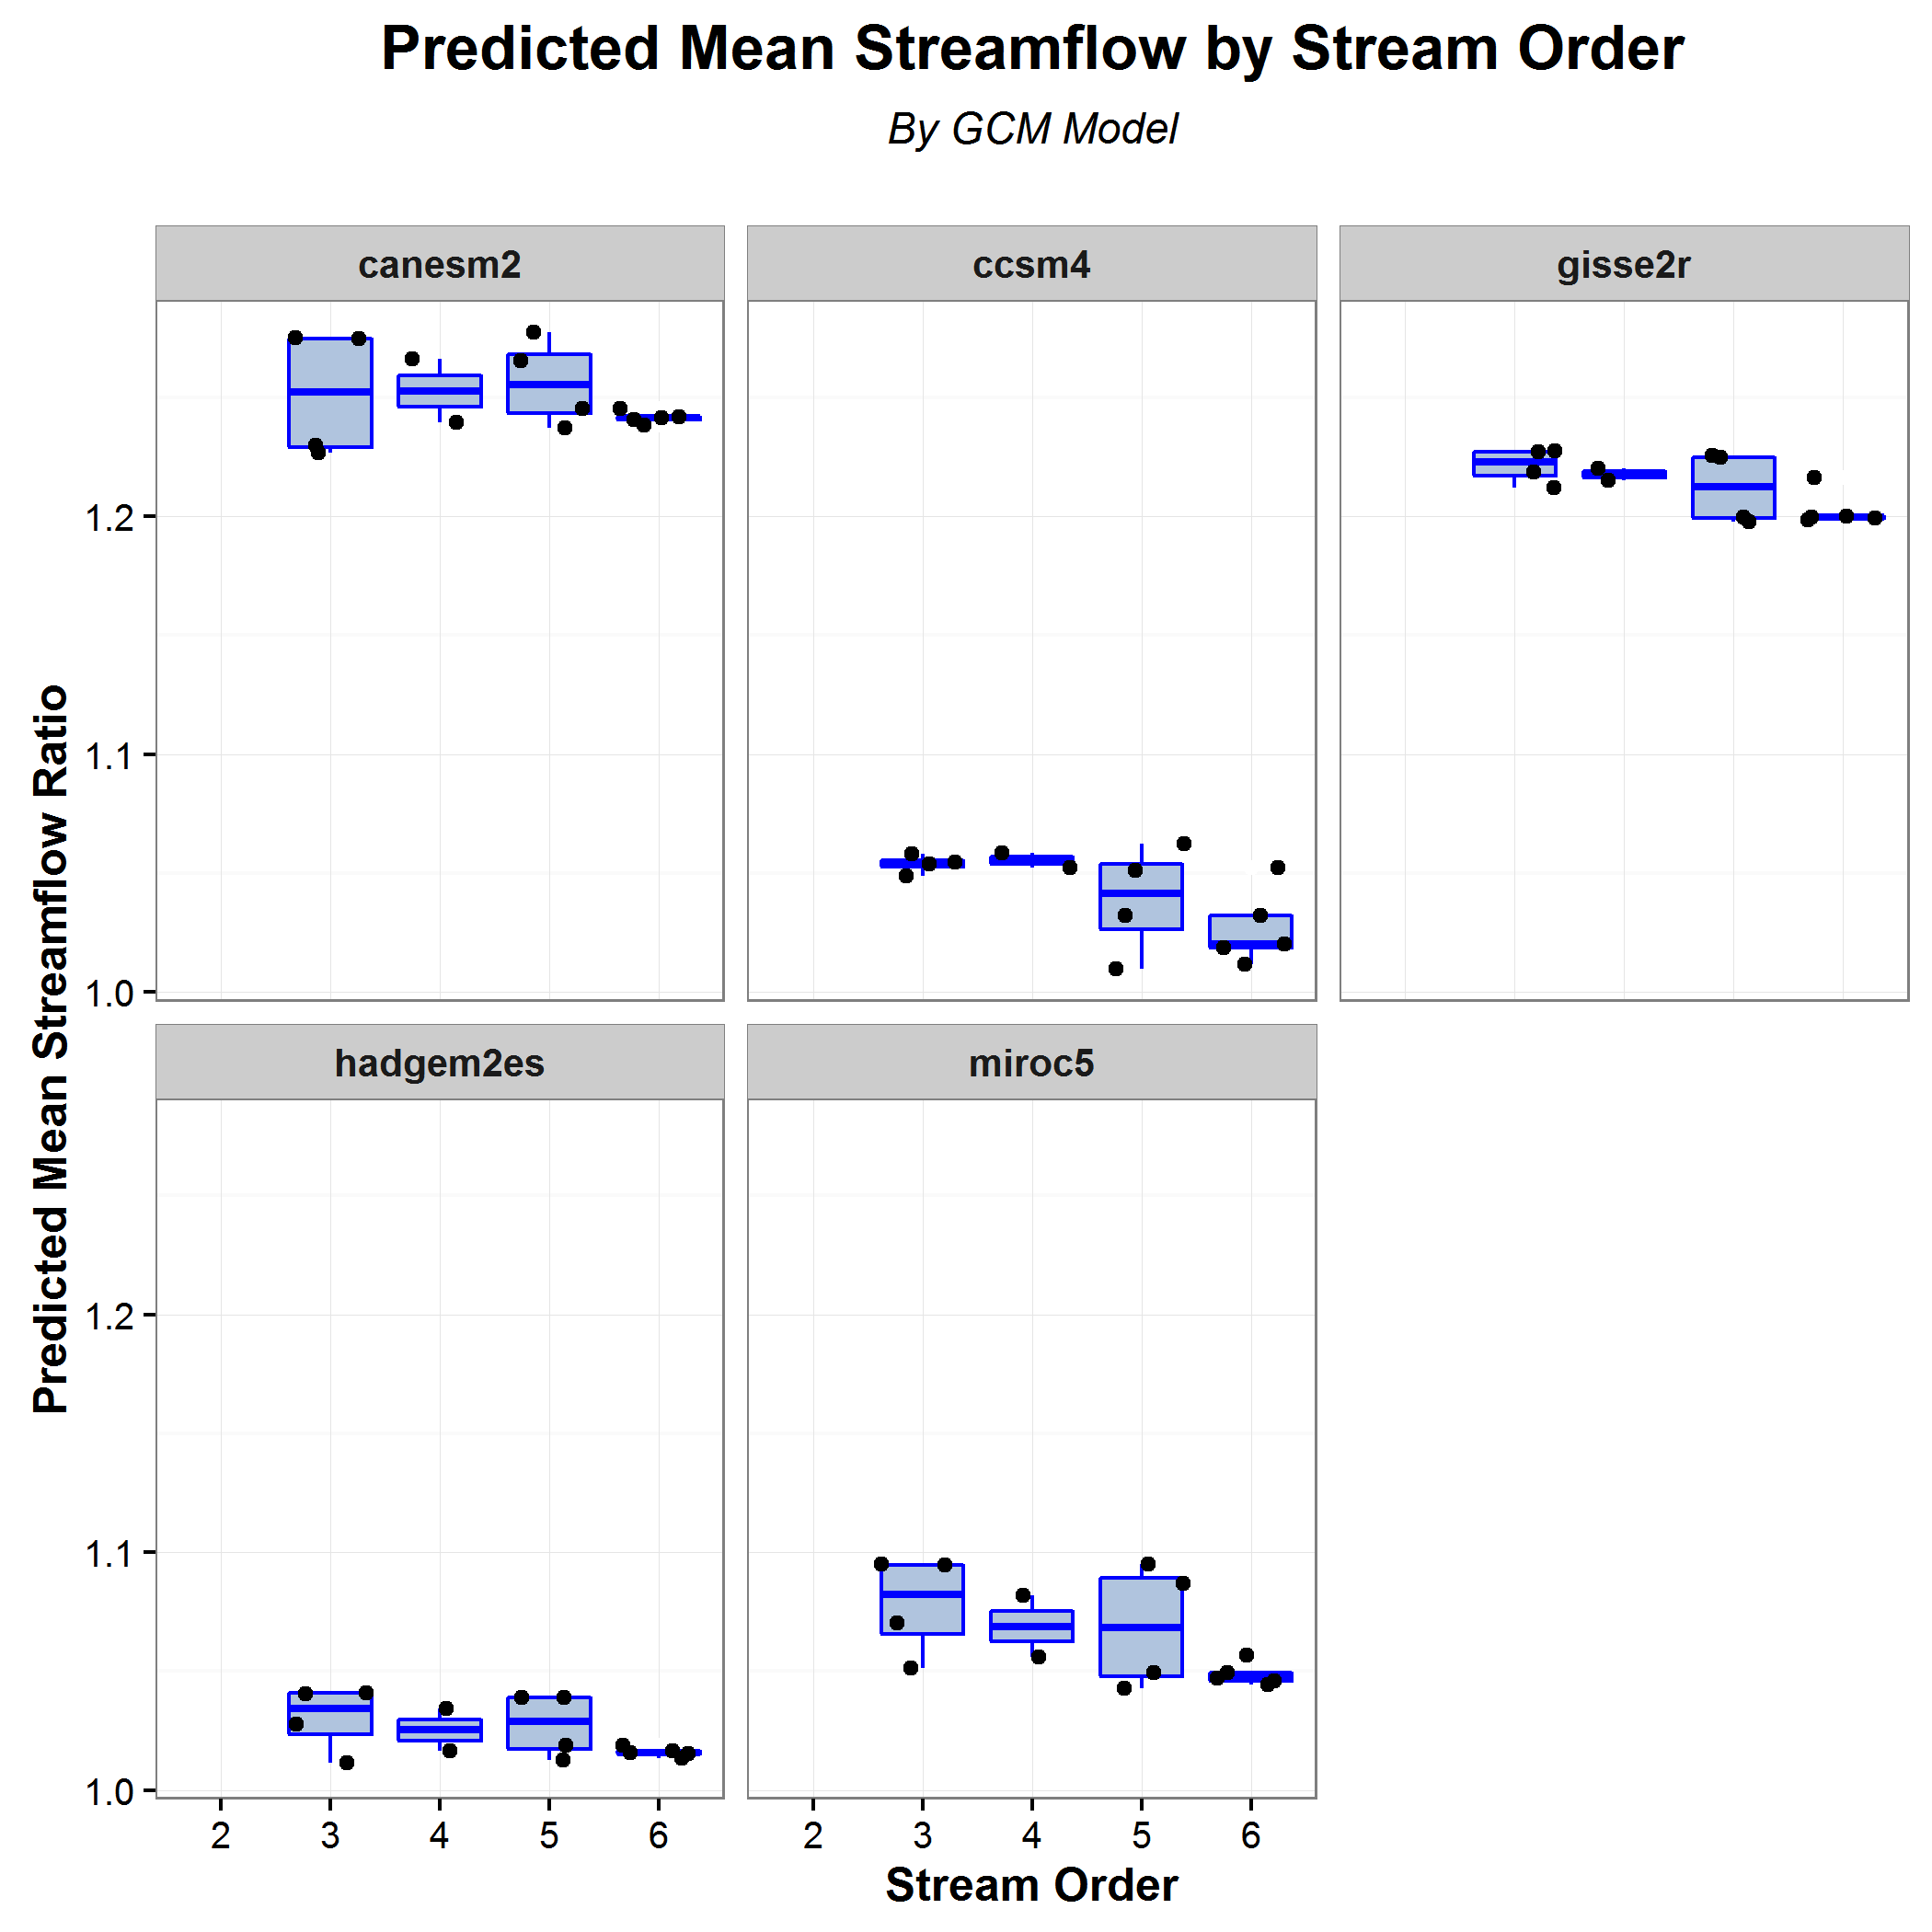 Predicted Mean Streamflow by Stream Order
By GCM Model
canesm2
ccsm4
gisse2r
1.2
1.1
1.0
Predicted Mean Streamflow Ratio
hadgem2es
miroc5
1.2
1.1
1.0
2 3 4 5 6
2 3 4 5 6
Stream Order